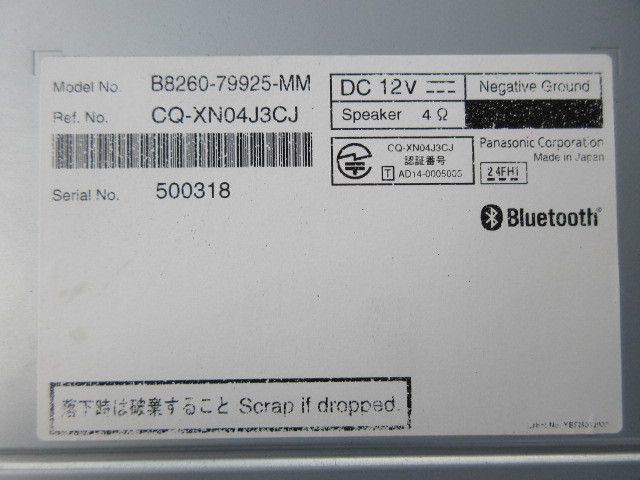 Model No. B8260-79925-MM
Ref. No. CQ-XN04J3CJ
Serial No. 500318
DC 12V
Negative Ground
Speaker 4 Ω
CQ-XN04J3CJ
認証番号
T AD14-0005005
Panasonic Corporation
Made in Japan
2.4FH1
Bluetooth
落下時は破棄すること Scrap if dropped.